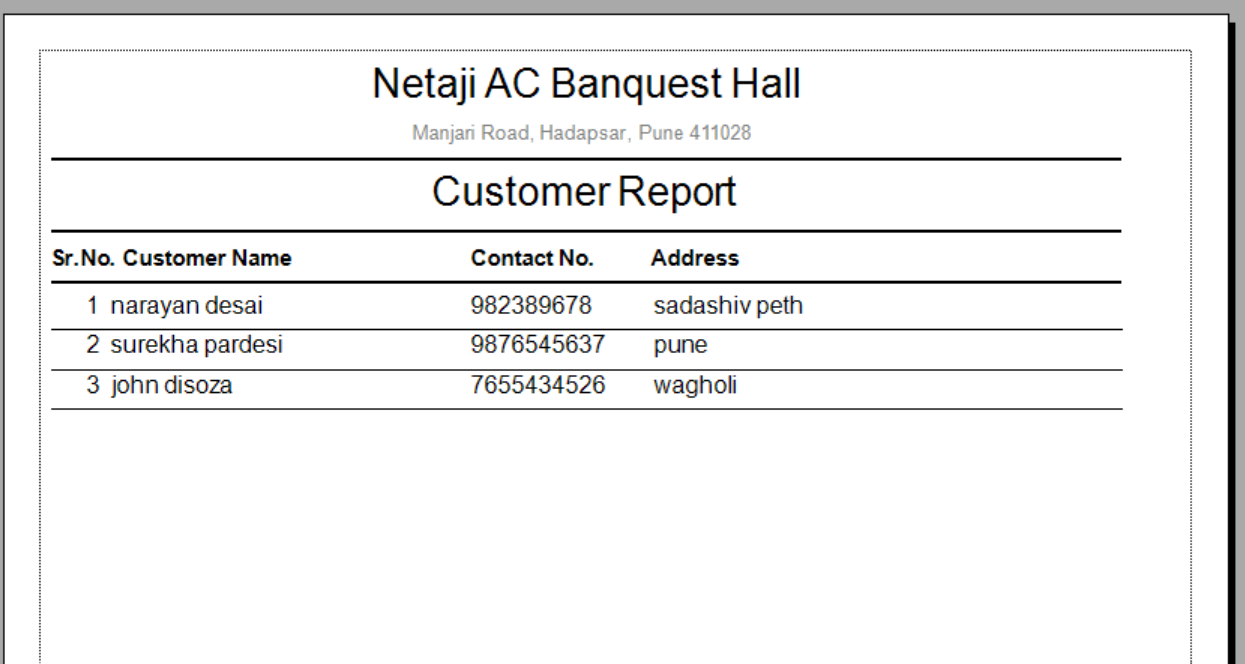 Netaji AC Banquest Hall
Manjari Road, Hadapsar, Pune 411028
Customer Report
Sr.No. Customer Name Contact No. Address
1 narayan desai 982389678 sadashiv peth
2 surekha pardesi 9876545637 pune
3 john disoza 7655434526 wagholi